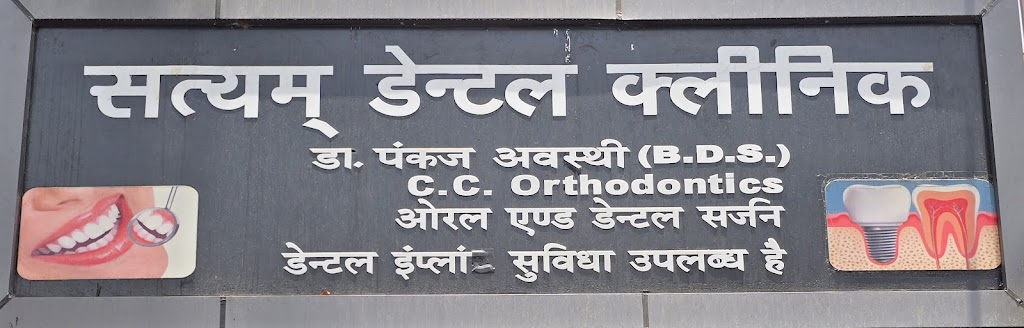 सत्यम् डेन्टल क्लीनिक
डा. पंकज अवस्थी (B.D.S.)
C.C. Orthodontics
ओरल एण्ड डेन्टल सर्जन
डेन्टल सुविधा उपलब्ध है